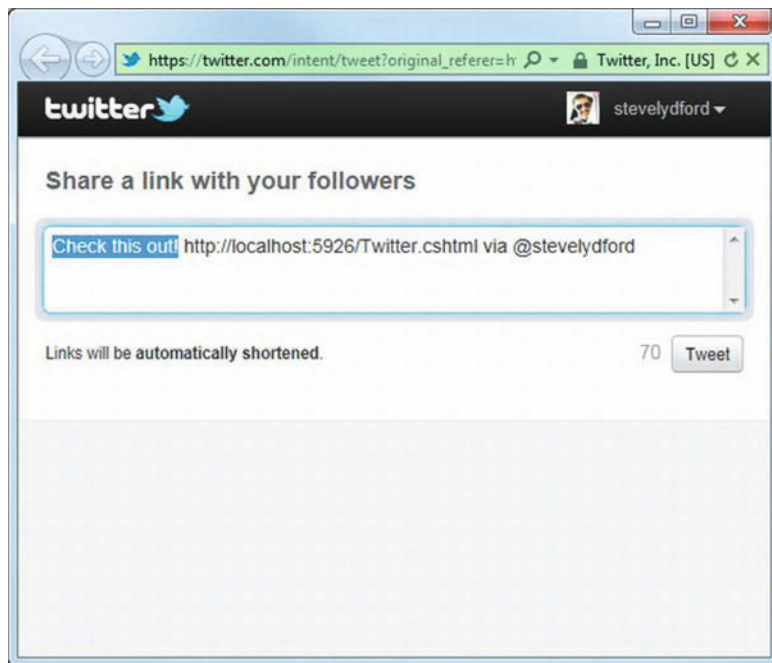 https://twitter.com/intent/tweet?original_referer=h Twitter, Inc. [US]
twitter stevelydford
Share a link with your followers
Check this out! http://localhost:5926/Twitter.cshtml via @stevelydford
Links will be automatically shortened. 70 Tweet